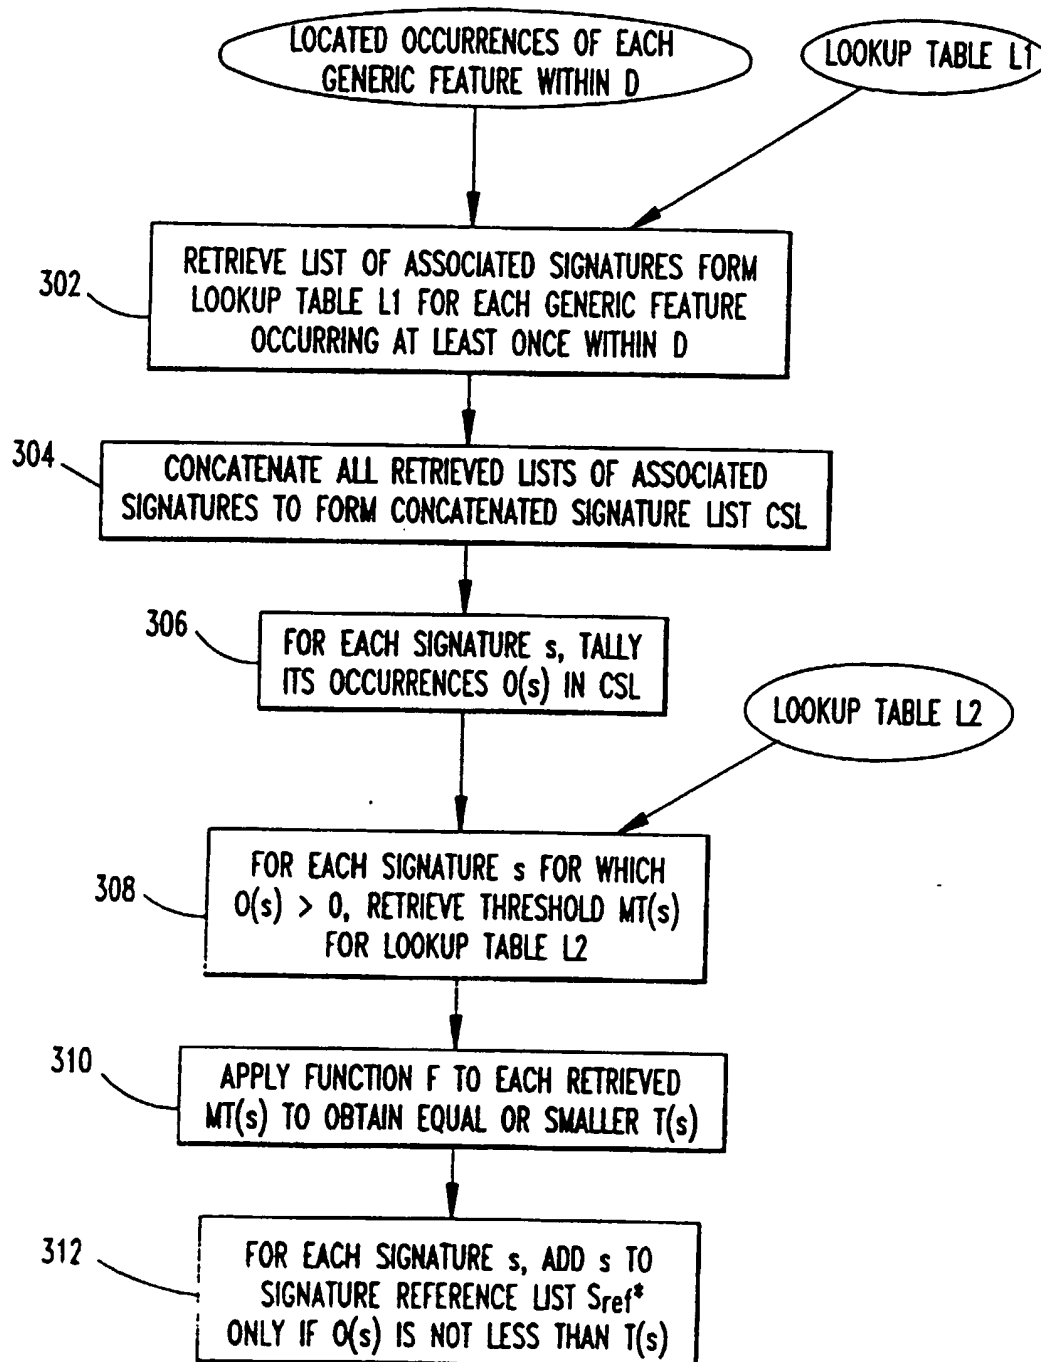 LOCATED OCCURRENCES OF EACH
GENERIC FEATURE WITHIN D
LOOKUP TABLE L1
302
RETRIEVE LIST OF ASSOCIATED SIGNATURES FORM
LOOKUP TABLE L1 FOR EACH GENERIC FEATURE
OCCURRING AT LEAST ONCE WITHIN D
304
CONCATENATE ALL RETRIEVED LISTS OF ASSOCIATED
SIGNATURES TO FORM CONCATENATED SIGNATURE LIST CSL
306
FOR EACH SIGNATURE s, TALLY
ITS OCCURRENCES O(s) IN CSL
LOOKUP TABLE L2
308
FOR EACH SIGNATURE s FOR WHICH
O(s) > 0, RETRIEVE THRESHOLD MT(s)
FOR LOOKUP TABLE L2
310
APPLY FUNCTION F TO EACH RETRIEVED
MT(s) TO OBTAIN EQUAL OR SMALLER T(s)
312
FOR EACH SIGNATURE s, ADD s TO
SIGNATURE REFERENCE LIST Sref*
ONLY IF O(s) IS NOT LESS THAN T(s)